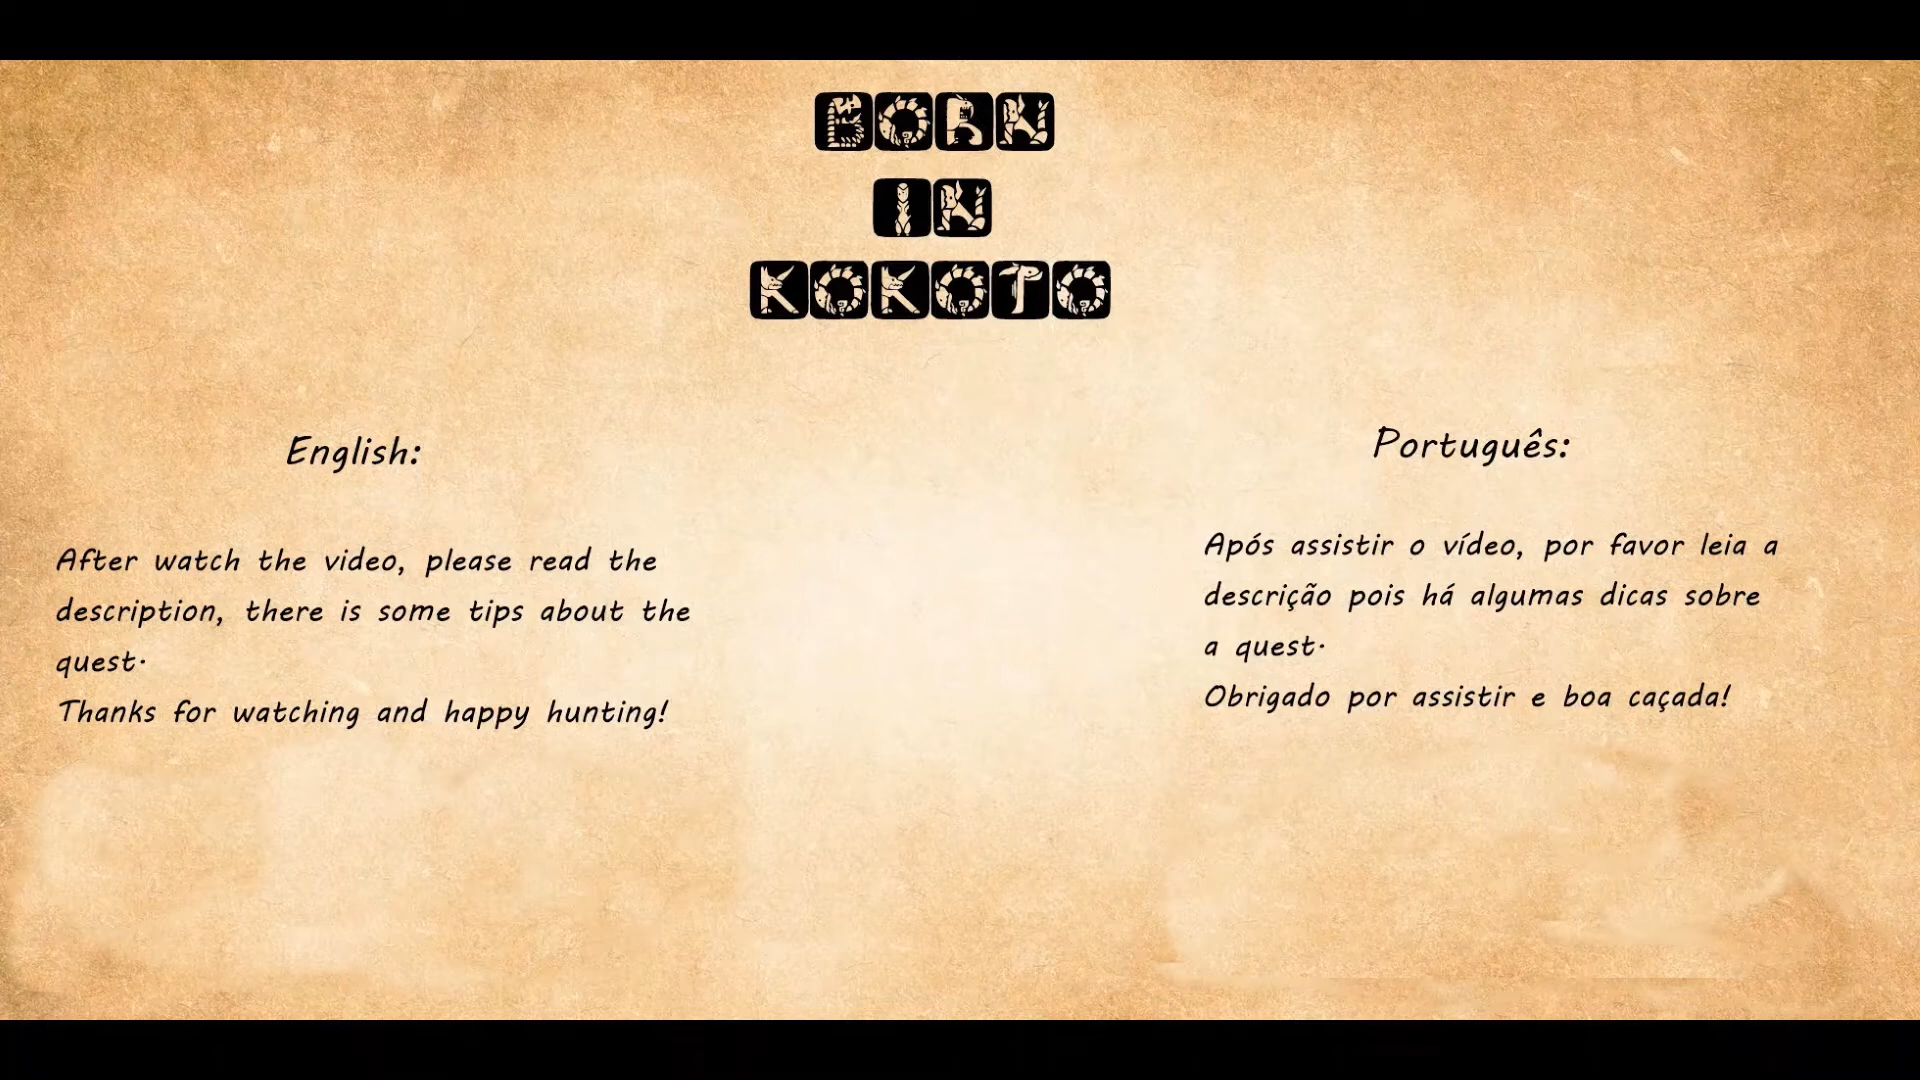 BORN
IN
KOKOTO
English:
After watch the video, please read the
description, there is some tips about the
quest.
Thanks for watching and happy hunting!
Português:
Após assistir o vídeo, por favor leia a
descrição pois há algumas dicas sobre
a quest.
Obrigado por assistir e boa caçada!